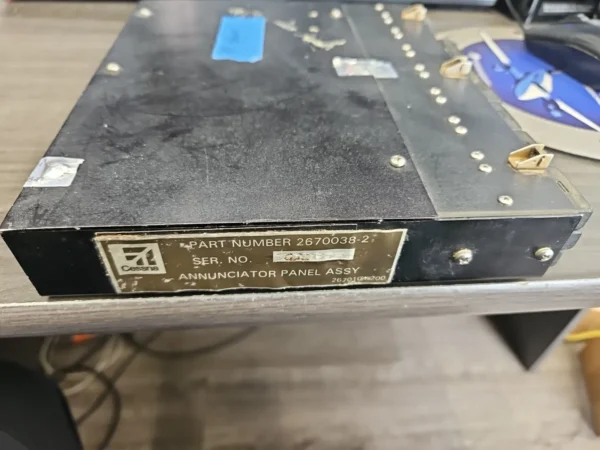 Cessna
PART NUMBER 2670038-2
SER. NO.
ANNUNCIATOR PANEL ASSY